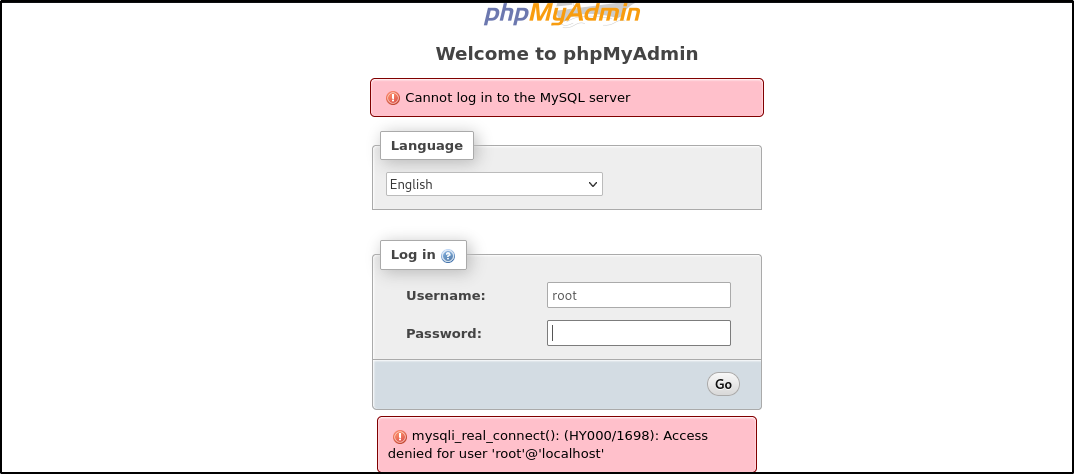 phpMyAdmin
Welcome to phpMyAdmin
Cannot log in to the MySQL server
Language
English
Log in
Username: root
Password:
Go
mysqli_real_connect(): (HY000/1698): Access
denied for user 'root'@'localhost'